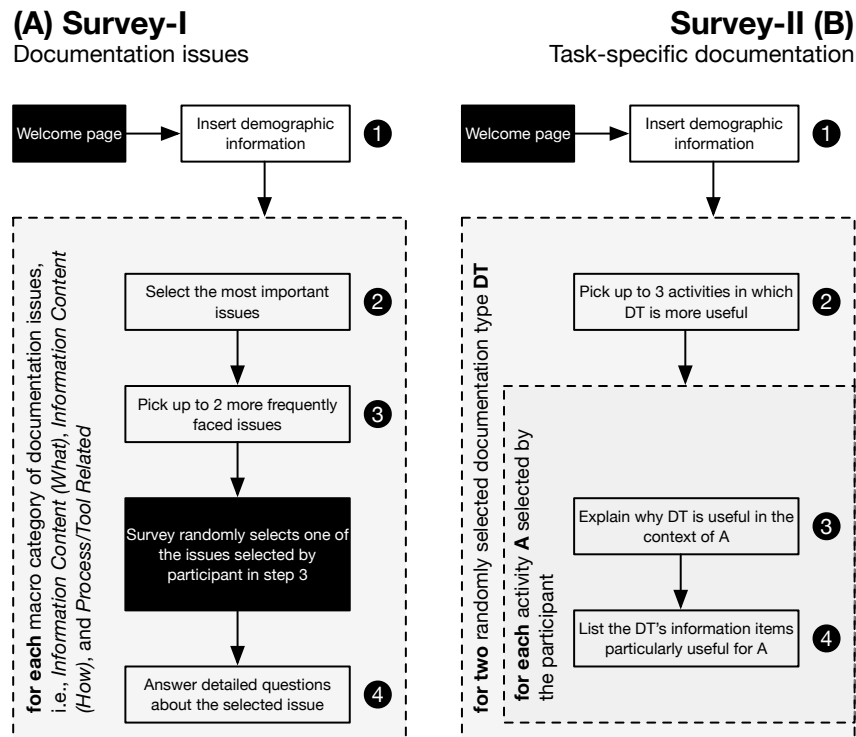 (A) Survey-I
Documentation issues
Welcome page
Insert demographic
information
1
for each macro category of documentation issues,
i.e., Information Content (What), Information Content
(How), and Process/Tool Related
Select the most important
issues
2
Pick up to 2 more frequently
faced issues
3
Survey randomly selects one of
the issues selected by
participant in step 3
Answer detailed questions
about the selected issue
4
Survey-II (B)
Task-specific documentation
Welcome page
Insert demographic
information
1
for two randomly selected documentation type DT
Pick up to 3 activities in which
DT is more useful
2
for each activity A selected by
the participant
Explain why DT is useful in the
context of A
3
List the DT's information items
particularly useful for A
4